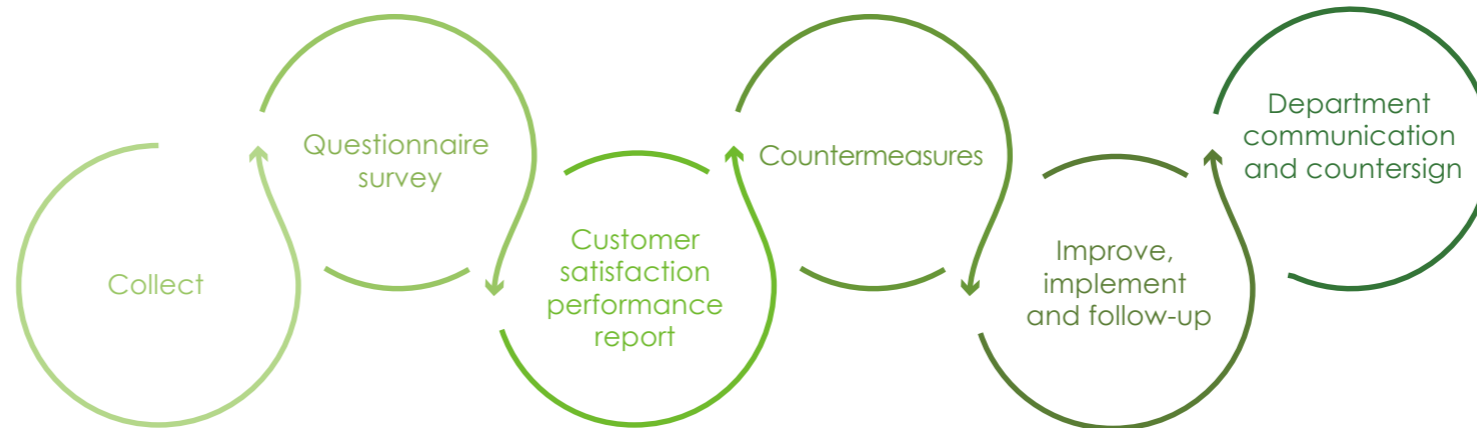 Collect
Questionnaire
survey
Customer
satisfaction
performance
report
Countermeasures
Improve,
implement
and follow-up
Department
communication
and countersign